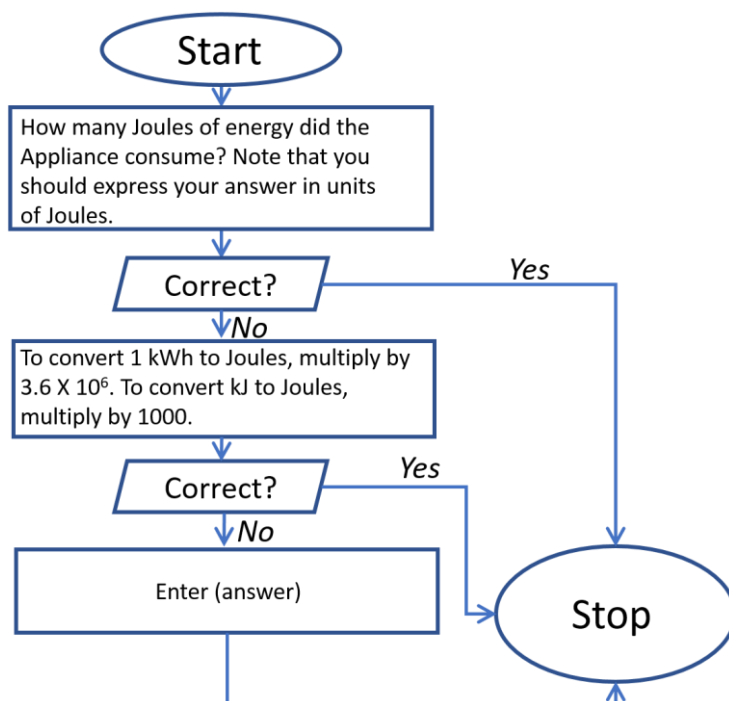 Start
How many Joules of energy did the
Appliance consume? Note that you
should express your answer in units
of Joules.
Correct?
Yes
No
To convert 1 kWh to Joules, multiply by
3.6 X 10⁶. To convert kJ to Joules,
multiply by 1000.
Yes
Correct?
No
Enter (answer)
Stop